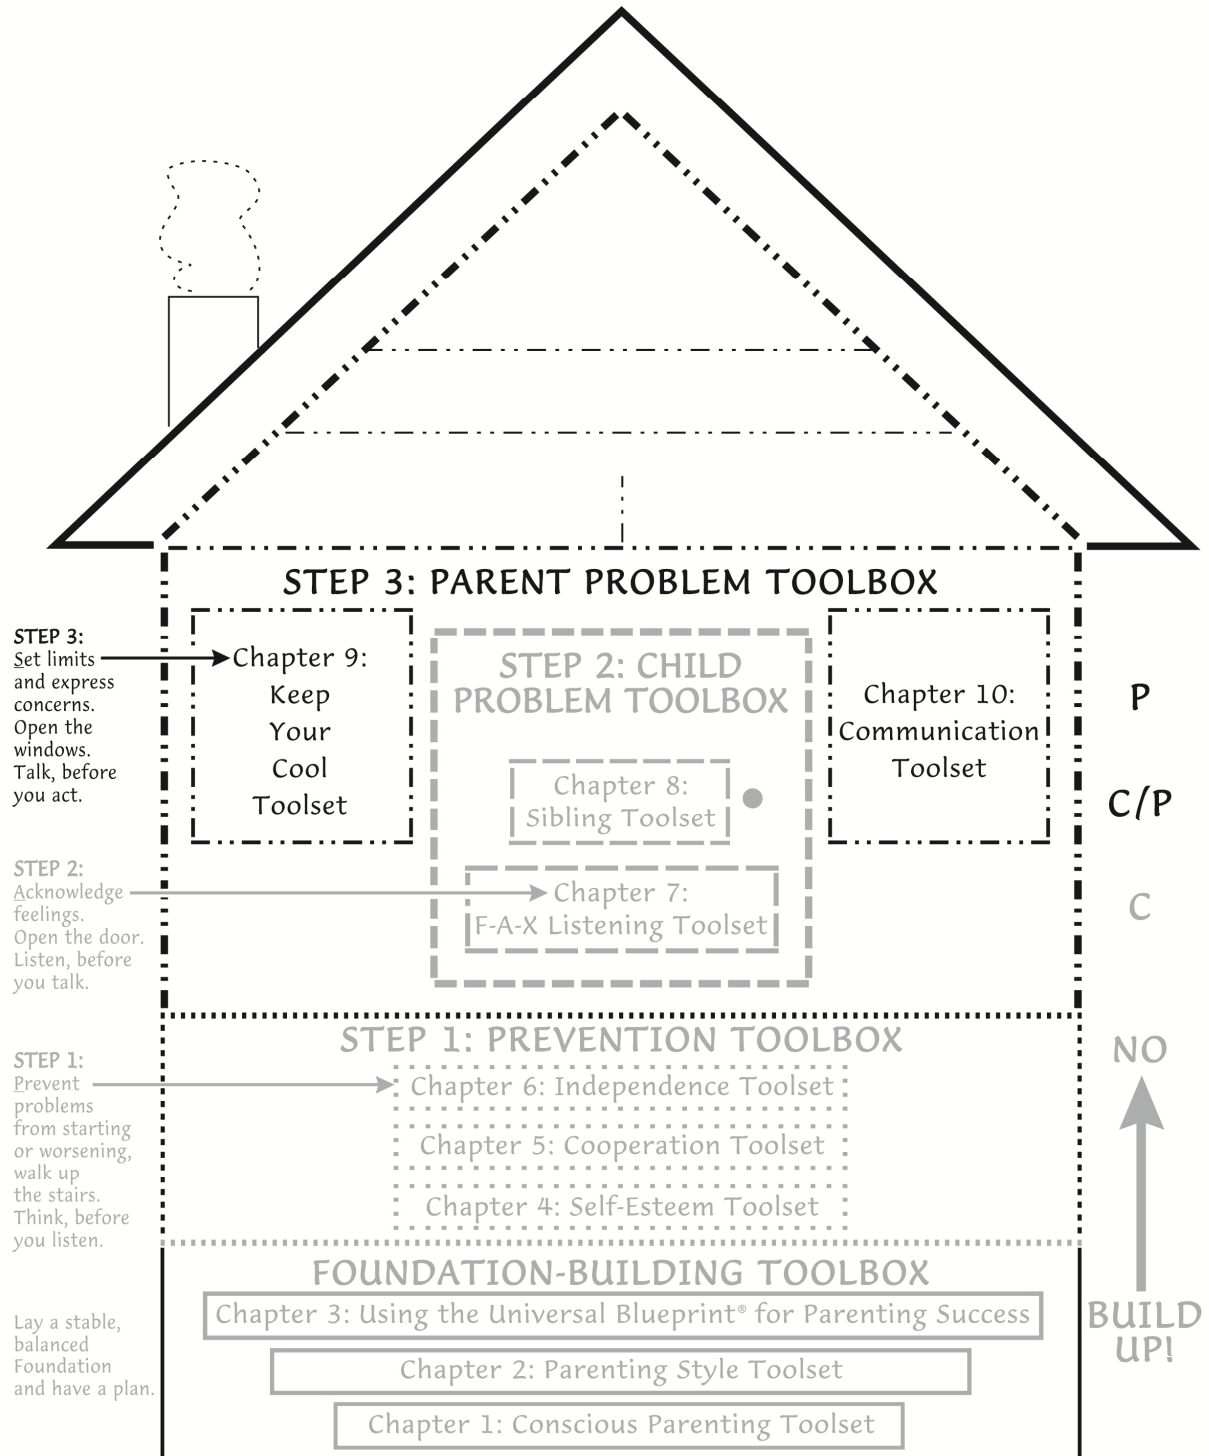 STEP 3: PARENT PROBLEM TOOLBOX
STEP 3:
Set limits
and express
concerns.
Open the
windows.
Talk, before
you act.
Chapter 9:
Keep
Your
Cool
Toolset
STEP 2: CHILD
PROBLEM TOOLBOX
Chapter 8:
Sibling Toolset
Chapter 10:
Communication
Toolset
P
C/P
STEP 2:
Acknowledge
feelings.
Open the door.
Listen, before
you talk.
Chapter 7:
F-A-X Listening Toolset
C
STEP 1: PREVENTION TOOLBOX
STEP 1:
Prevent
problems
from starting
or worsening,
walk up
the stairs.
Think, before
you listen.
Chapter 6: Independence Toolset
Chapter 5: Cooperation Toolset
Chapter 4: Self-Esteem Toolset
NO
FOUNDATION-BUILDING TOOLBOX
Lay a stable,
balanced
Foundation
and have a plan.
Chapter 3: Using the Universal Blueprint® for Parenting Success
Chapter 2: Parenting Style Toolset
Chapter 1: Conscious Parenting Toolset
BUILD
UP!